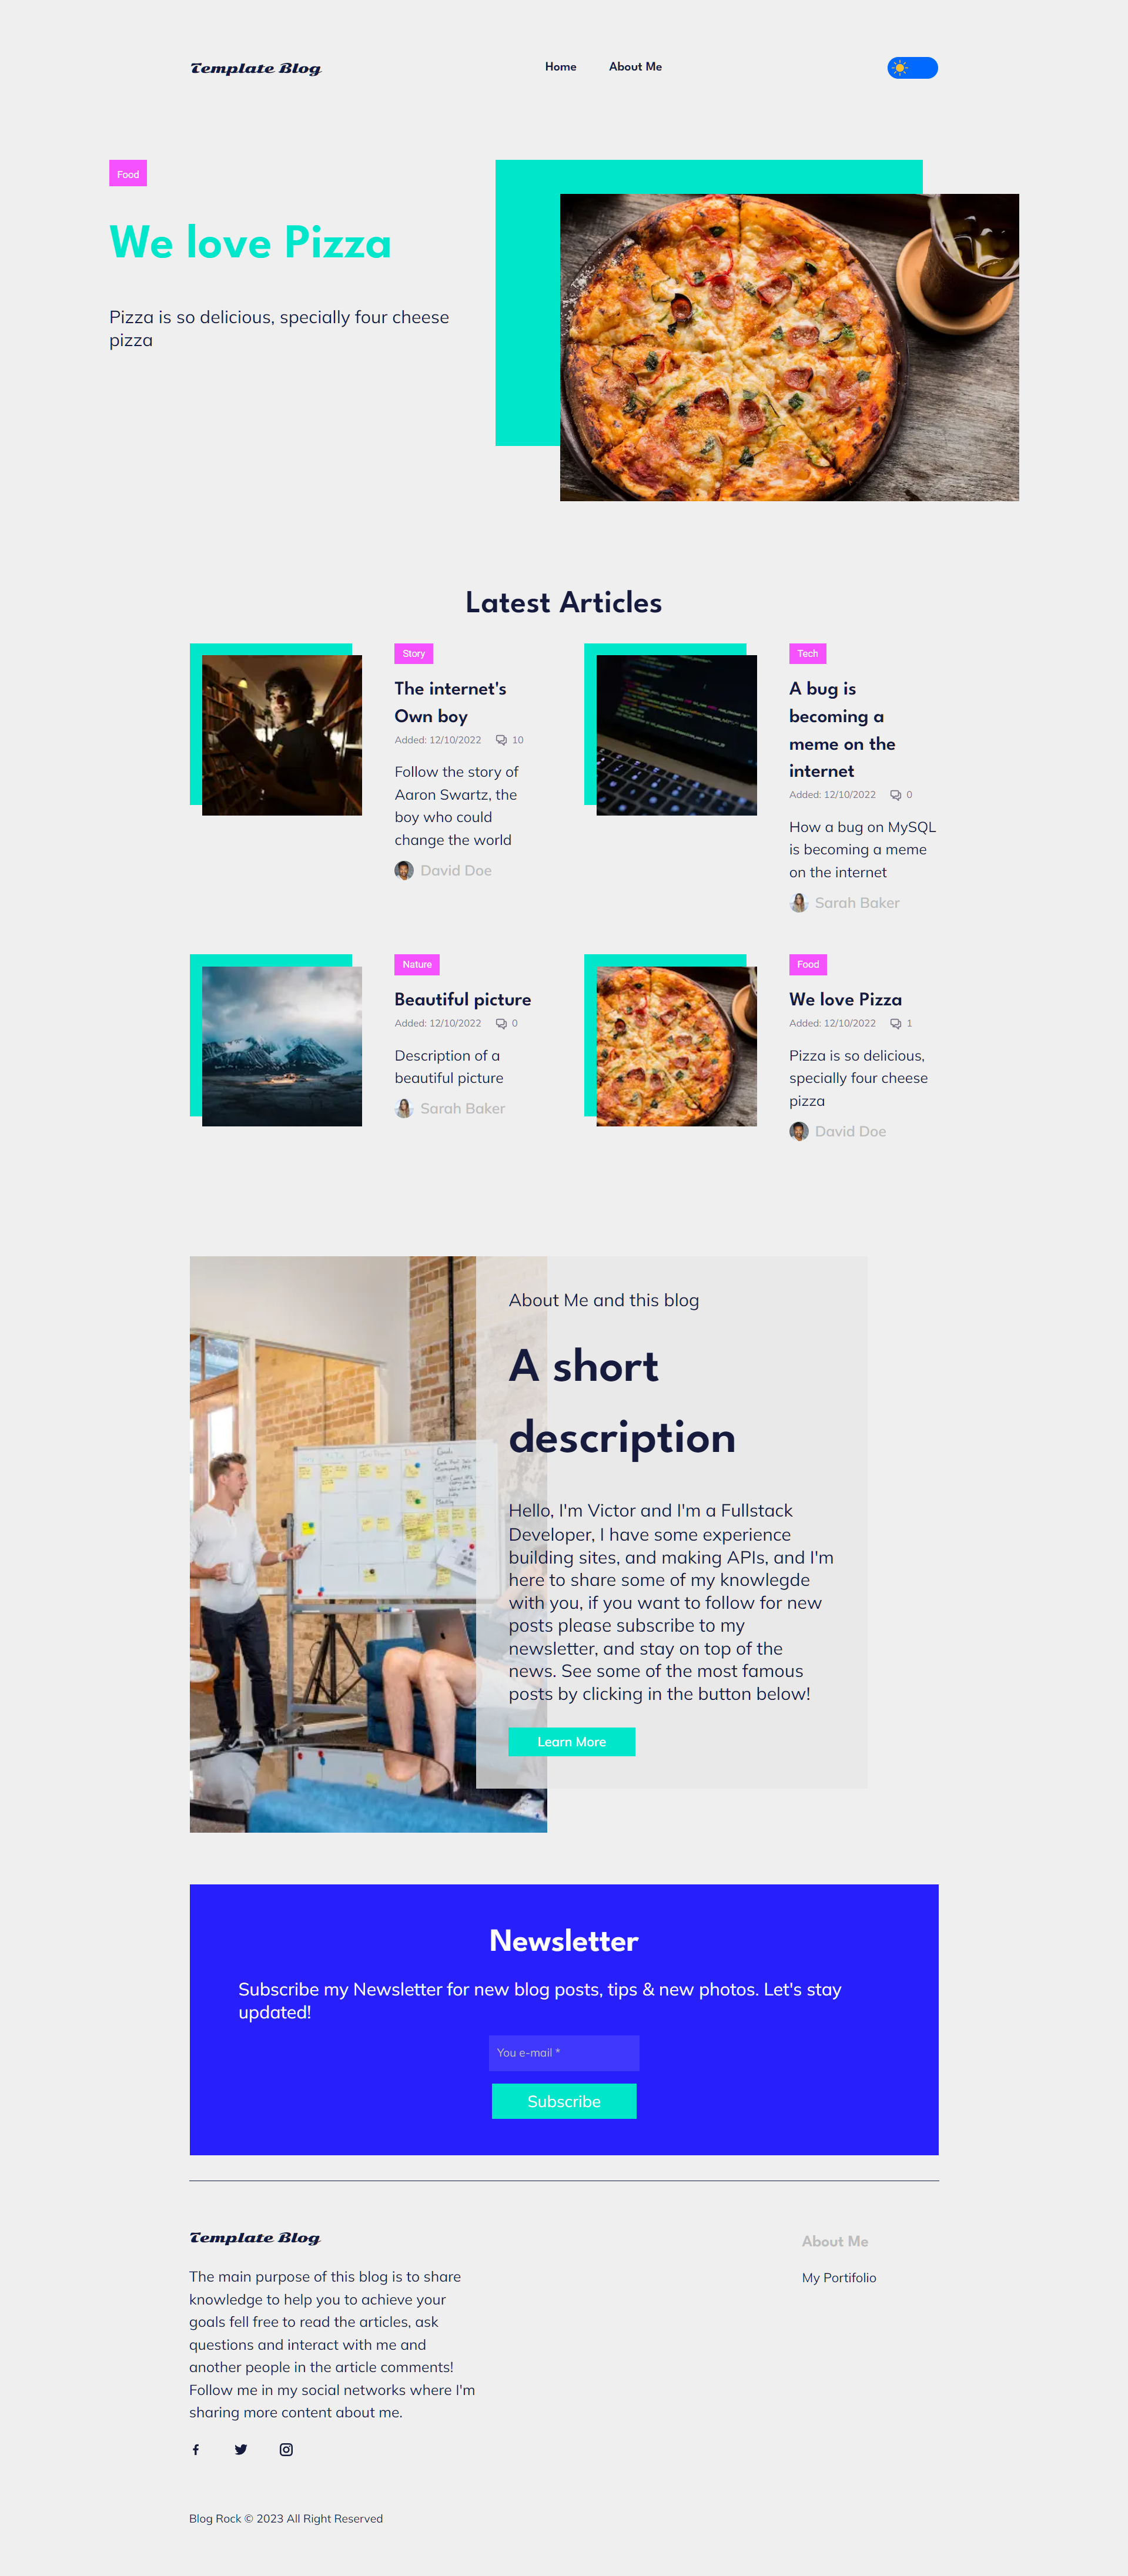 Template Blog
Home
About Me
Food
We love Pizza
Pizza is so delicious, specially four cheese
pizza
Latest Articles
Story
The internet's
Own boy
Added: 12/10/2022
10
Follow the story of
Aaron Swartz, the
boy who could
change the world
David Doe
Tech
A bug is
becoming a
meme on the
internet
Added: 12/10/2022
0
How a bug on MySQL
is becoming a meme
on the internet
Sarah Baker
Nature
Beautiful picture
Added: 12/10/2022
0
Description of a
beautiful picture
Sarah Baker
Food
We love Pizza
Added: 12/10/2022
1
Pizza is so delicious,
specially four cheese
pizza
David Doe
About Me and this blog
A short
description
Hello, I'm Victor and I'm a Fullstack
Developer, I have some experience
building sites, and making APIs, and I'm
here to share some of my knowlegde
with you, if you want to follow for new
posts please subscribe to my
newsletter, and stay on top of the
news. See some of the most famous
posts by clicking in the button below!
Learn More
Newsletter
Subscribe my Newsletter for new blog posts, tips & new photos. Let's stay
updated!
You e-mail *
Subscribe
Template Blog
The main purpose of this blog is to share
knowledge to help you to achieve your
goals fell free to read the articles, ask
questions and interact with me and
another people in the article comments!
Follow me in my social networks where I'm
sharing more content about me.
About Me
My Portifolio
Blog Rock © 2023 All Right Reserved